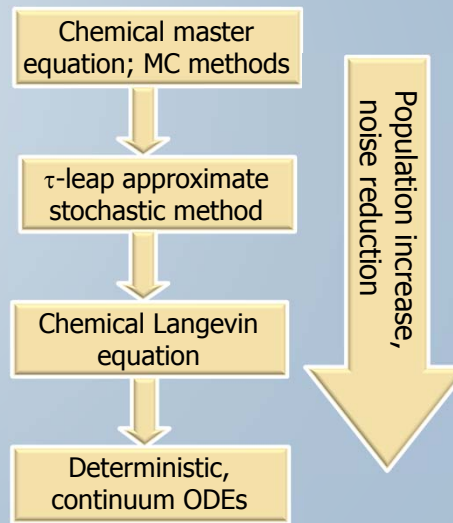 Chemical master
equation; MC methods
τ-leap approximate
stochastic method
Chemical Langevin
equation
Deterministic,
continuum ODEs
Population increase,
noise reduction